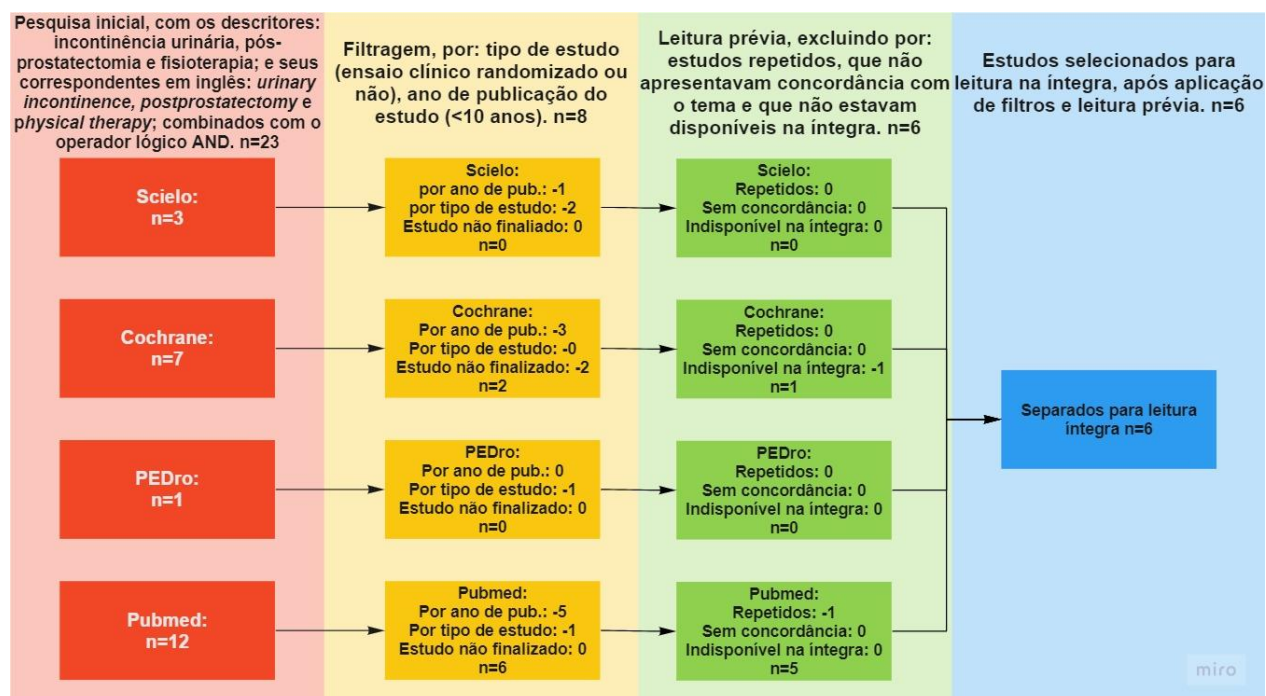 Pesquisa inicial, com os descritores:
incontinência urinária, pós-
prostatectomia e fisioterapia; e seus
correspondentes em inglês: urinary
incontinence, postprostatectomy e
physical therapy; combinados com o
operador lógico AND. n=23
Filtragem, por: tipo de estudo
(ensaio clínico randomizado ou
não), ano de publicação do
estudo (<10 anos). n=8
Leitura prévia, excluindo por:
estudos repetidos, que não
apresentavam concordância com
o tema e que não estavam
disponíveis na íntegra. n=6
Estudos selecionados para
leitura na íntegra, após aplicação
de filtros e leitura prévia. n=6
Scielo:
n=3
Scielo:
por ano de pub.: -1
por tipo de estudo: -2
Estudo não finaliado: 0
n=0
Scielo:
Repetidos: 0
Sem concordância: 0
Indisponível na íntegra: 0
n=0
Cochrane:
n=7
Cochrane:
Por ano de pub.: -3
Por tipo de estudo: -0
Estudo não finalizado: -2
n=2
Cochrane:
Repetidos: 0
Sem concordância: 0
Indisponível na íntegra: -1
n=1
Separados para leitura
íntegra n=6
PEDro:
n=1
PEDro:
Por ano de pub.: 0
Por tipo de estudo: -1
Estudo não finalizado: 0
n=0
PEDro:
Repetidos: 0
Sem concordância: 0
Indisponível na íntegra: 0
n=0
Pubmed:
n=12
Pubmed:
Por ano de pub.: -5
Por tipo de estudo: -1
Estudo não finalizado: 0
n=6
Pubmed:
Repetidos: -1
Sem concordância: 0
Indisponível na íntegra: 0
n=5
miro